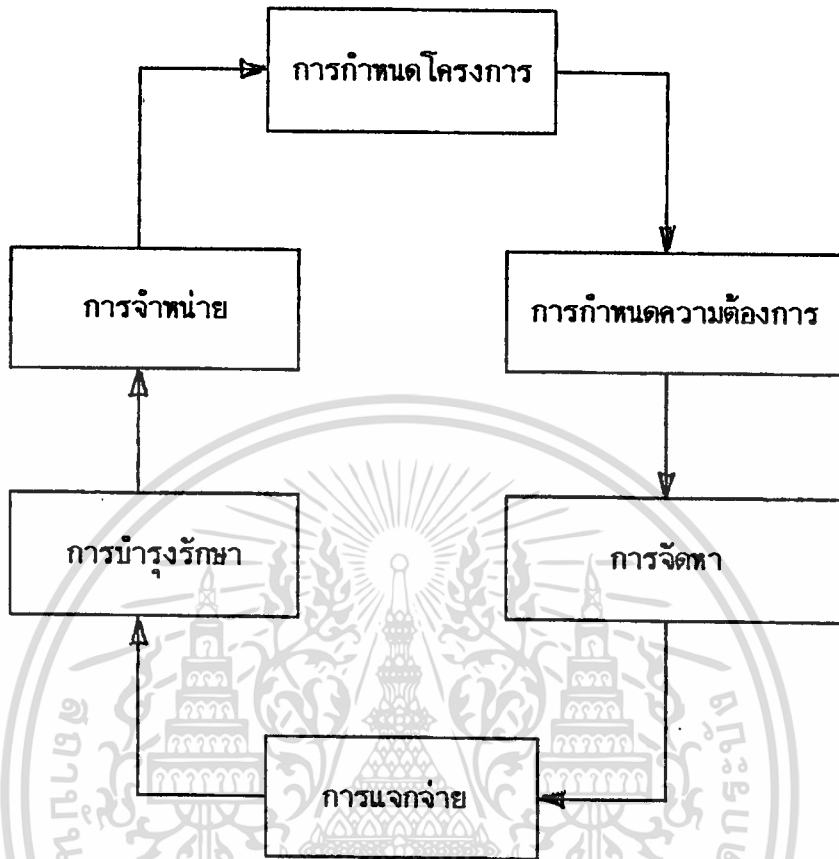 การกำหนดโครงการ
การจำหน่าย
การกำหนดความต้องการ
การบำรุงรักษา
การจัดหา
การแจกจ่าย